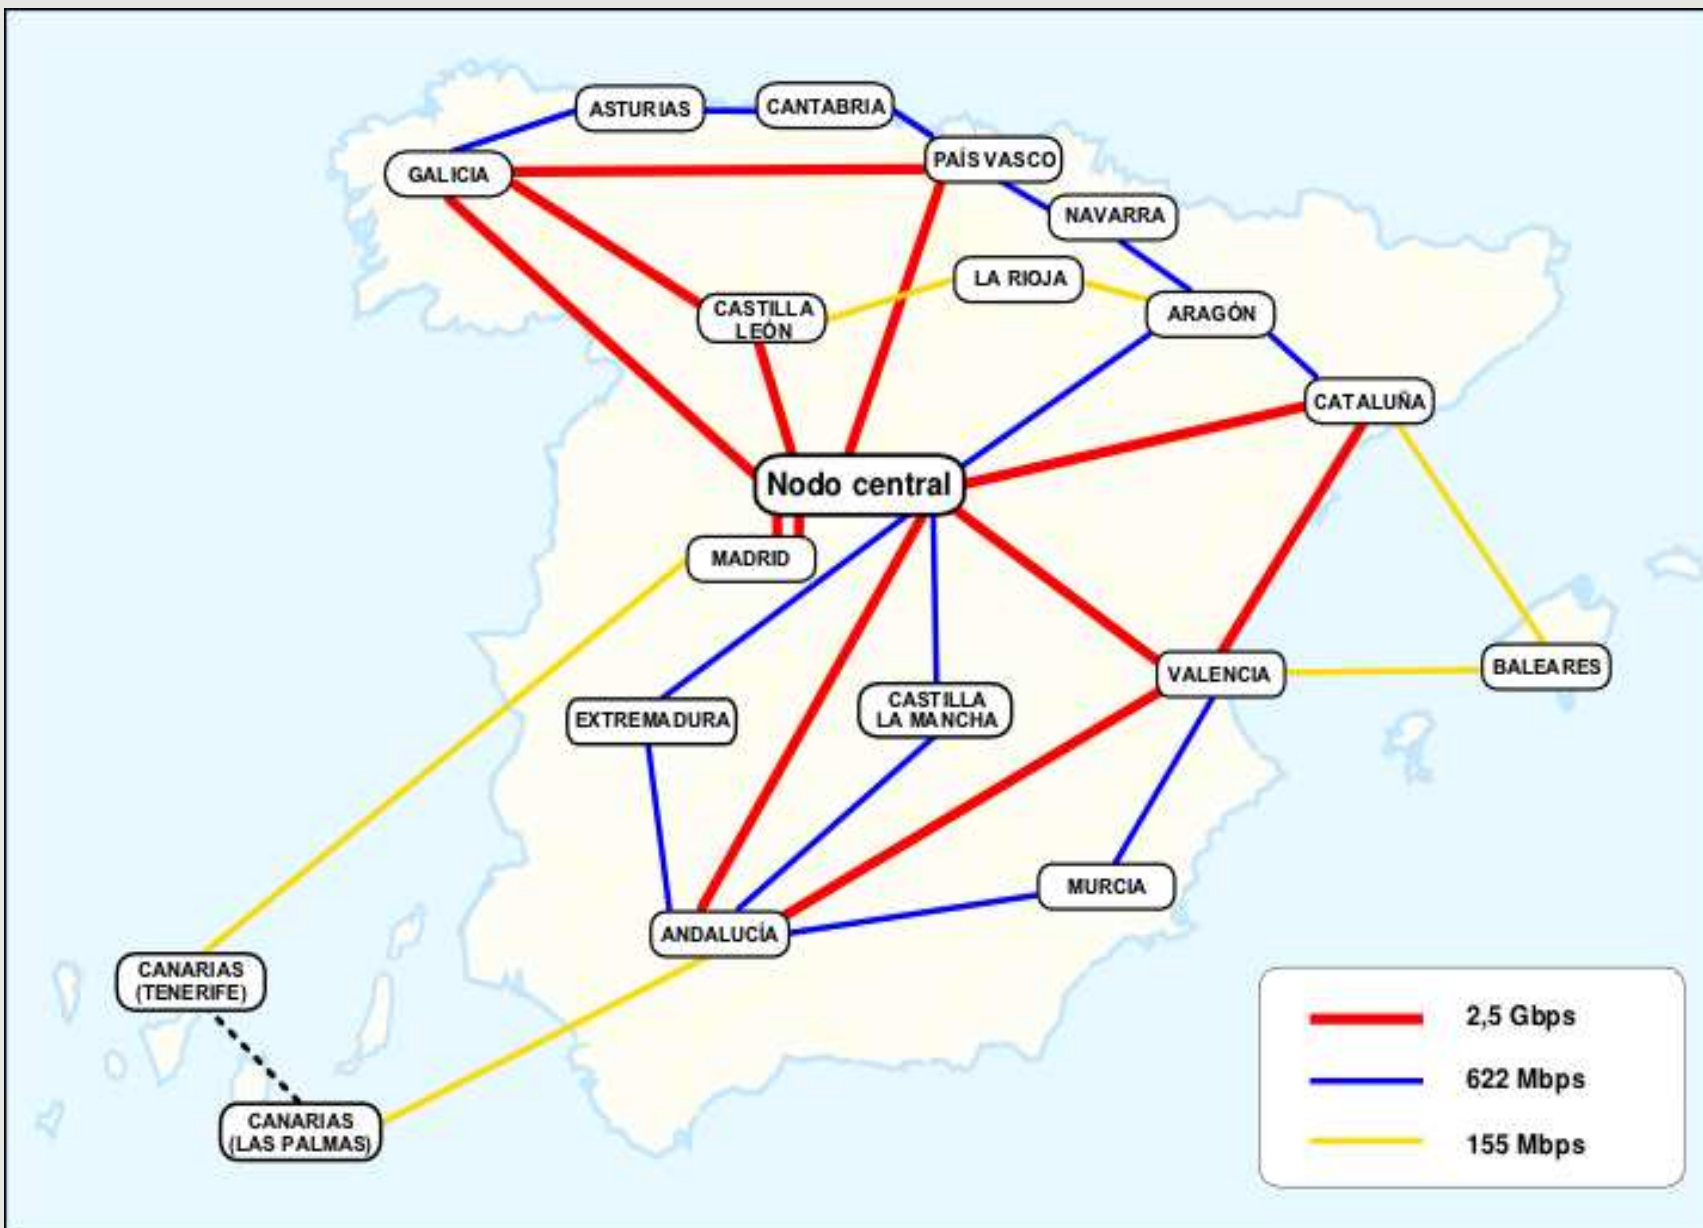 ASTURIAS
CANTABRIA
PAÍS VASCO
GALICIA
NAVARRA
LA RIOJA
CASTILLA
LEÓN
ARAGÓN
CATALUÑA
Nodo central
MADRID
VALENCIA
BALEARES
EXTREMADURA
CASTILLA
LA MANCHA
MURCIA
ANDALUCÍA
CANARIAS
(TENERIFE)
CANARIAS
(LAS PALMAS)
2,5 Gbps
622 Mbps
155 Mbps